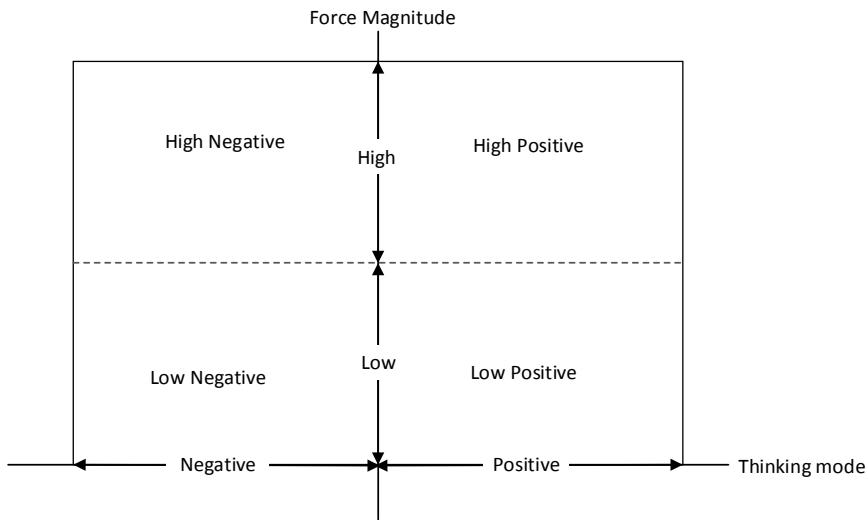 Force Magnitude
High Negative
High Positive
High
Low
Low Negative
Low Positive
Negative
Positive
Thinking mode